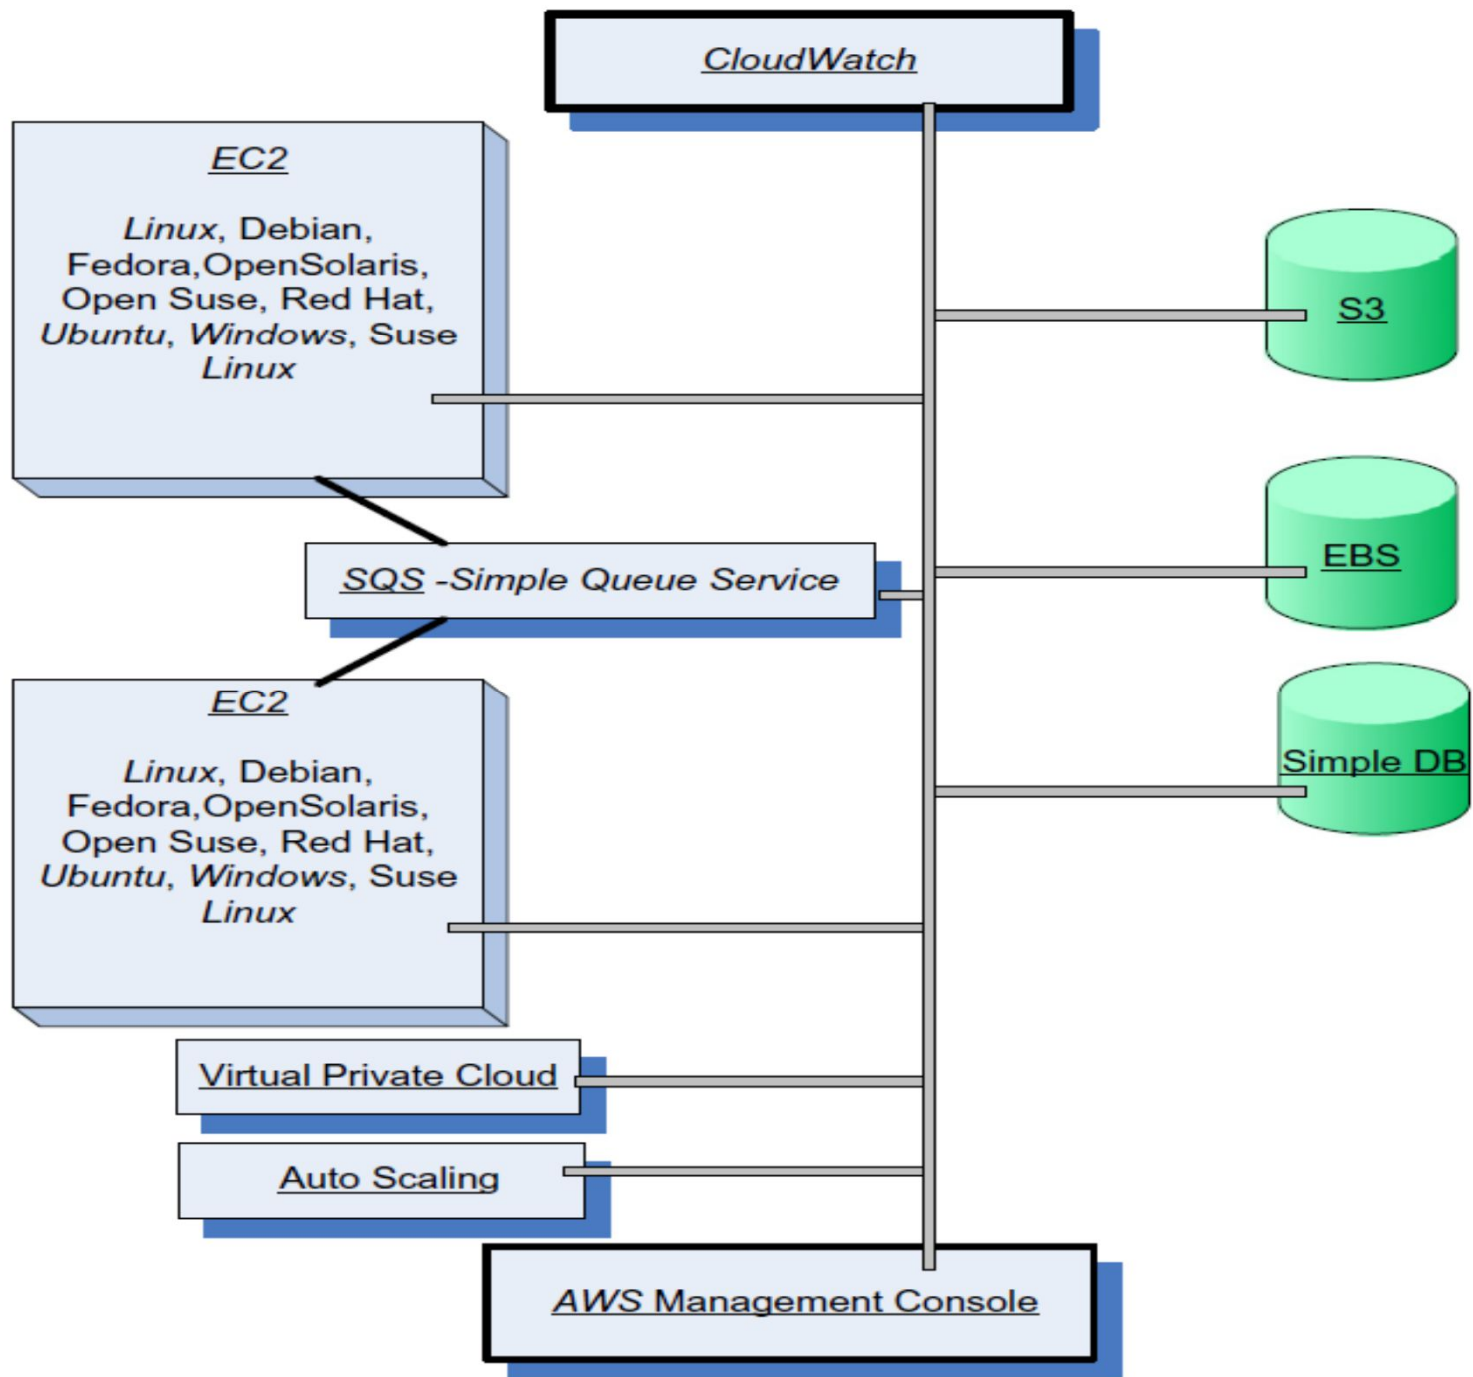 CloudWatch
EC2
Linux, Debian,
Fedora,OpenSolaris,
Open Suse, Red Hat,
Ubuntu, Windows, Suse
Linux
S3
SQS -Simple Queue Service
EBS
EC2
Linux, Debian,
Fedora,OpenSolaris,
Open Suse, Red Hat,
Ubuntu, Windows, Suse
Linux
Simple DB
Virtual Private Cloud
Auto Scaling
AWS Management Console